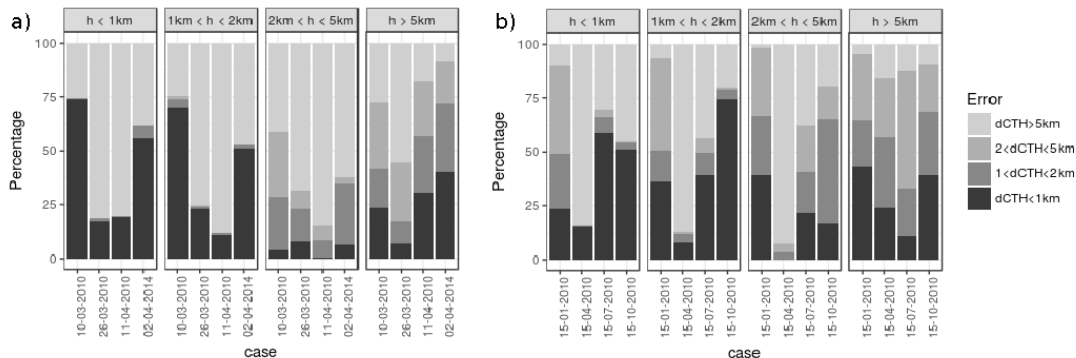 a)
h < 1km
1km < h < 2km
2km < h < 5km
h > 5km
Percentage
100
75
50
25
0
10-03-2010
26-03-2010
11-04-2010
02-04-2014
10-03-2010
26-03-2010
11-04-2010
02-04-2014
10-03-2010
26-03-2010
11-04-2010
02-04-2014
10-03-2010
26-03-2010
11-04-2010
02-04-2014
case
b)
h < 1km
1km < h < 2km
2km < h < 5km
h > 5km
Percentage
100
75
50
25
0
15-01-2010
15-04-2010
15-07-2010
15-10-2010
15-01-2010
15-04-2010
15-07-2010
15-10-2010
15-01-2010
15-04-2010
15-07-2010
15-10-2010
15-01-2010
15-04-2010
15-07-2010
15-10-2010
case
Error
dCTH>5km
2<dCTH<5km
1<dCTH<2km
dCTH<1km